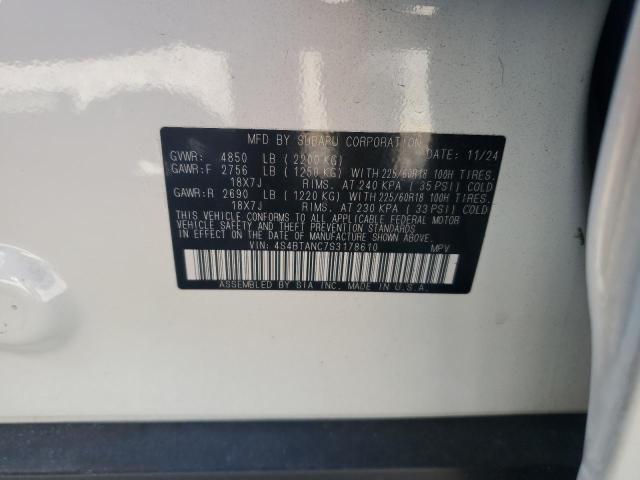 MFD BY SUBARU CORPORATION DATE: 11/24
GVWR: 4850 LB (2200 KG)
GAWR:F 2756 LB (1250 KG) WITH 225/60R18 100H TIRES.
18X7J RIMS. AT 240 KPA (35 PSI) COLD
GAWR:R 2690 LB (1220 KG) WITH 225/60R18 100H TIRES.
18X7J RIMS. AT 230 KPA (33 PSI) COLD
THIS VEHICLE CONFORMS TO ALL APPLICABLE FEDERAL MOTOR
VEHICLE SAFETY AND THEFT PREVENTION STANDARDS
IN EFFECT ON THE DATE OF MANUFACTURE SHOWN ABOVE.
VIN: 4S4BTANC7S3178610 MPV
ASSEMBLED BY SIA INC. MADE IN U.S.A.